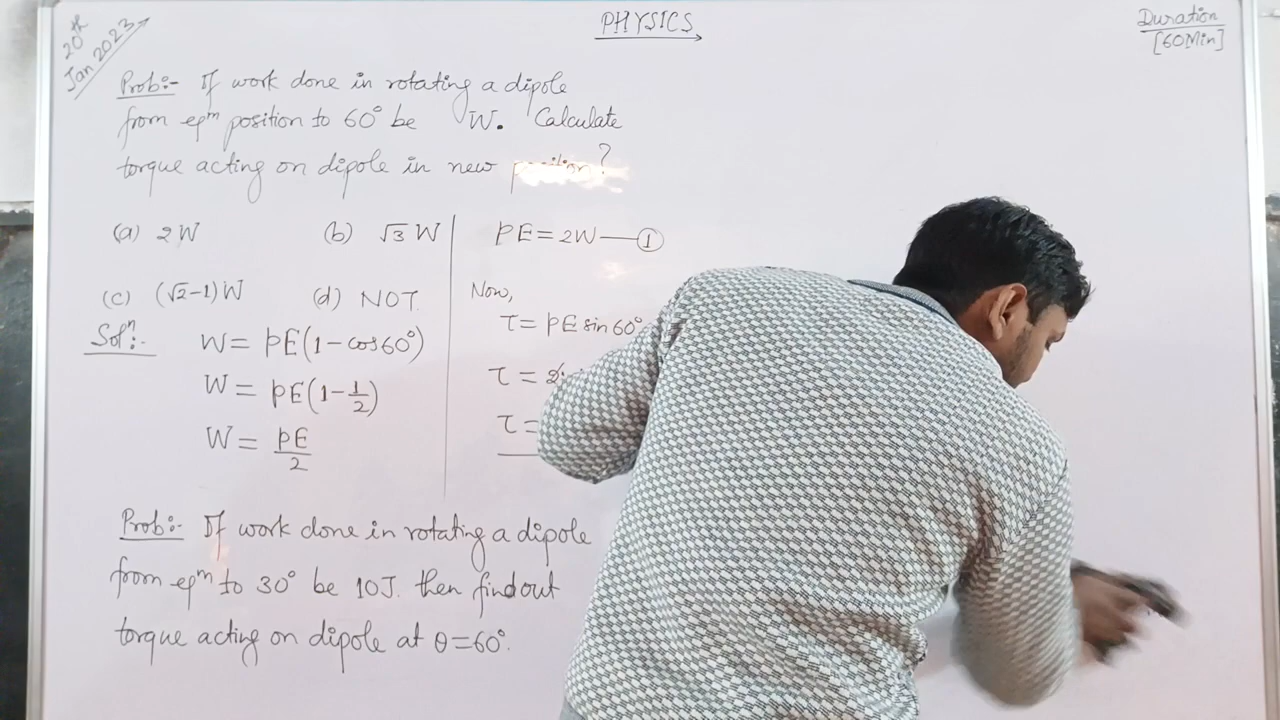 20th
Jan 2023
PHYSICS
Duration
[60Min]
Prob:- If work done in rotating a dipole
from eqm position to 60° be W. Calculate
torque acting on dipole in new position?
(a) 2W (b) √3 W
(c) (√2-1)W (d) NOT
Solⁿ:-
W = PE(1-cos60°)
W = PE(1-1/2)
W = PE/2
PE = 2W — ①
Now,
τ = PE sin 60°
τ = 2
τ =
Prob:- If work done in rotating a dipole
from eqm to 30° be 10J. then find out
torque acting on dipole at θ=60°.